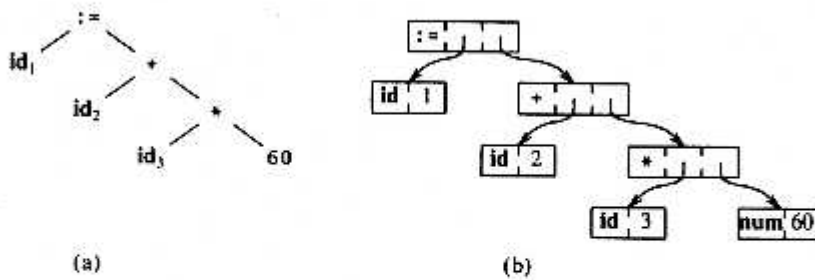 :=
id₁ +
id₂ *
id₃ 60
(a)
:=
id 1 +
id 2 *
id 3 num 60
(b)